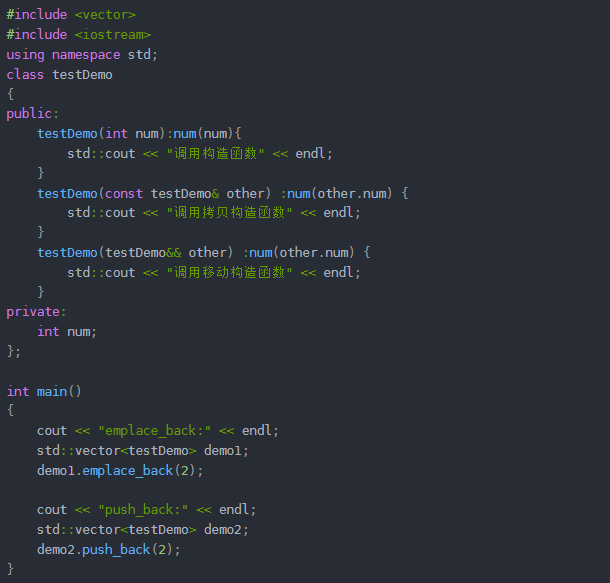 #include <vector>
#include <iostream>
using namespace std;
class testDemo
{
public:
    testDemo(int num):num(num){
        std::cout << "调用构造函数" << endl;
    }
    testDemo(const testDemo& other) :num(other.num) {
        std::cout << "调用拷贝构造函数" << endl;
    }
    testDemo(testDemo&& other) :num(other.num) {
        std::cout << "调用移动构造函数" << endl;
    }
private:
    int num;
};

int main()
{
    cout << "emplace_back:" << endl;
    std::vector<testDemo> demo1;
    demo1.emplace_back(2);

    cout << "push_back:" << endl;
    std::vector<testDemo> demo2;
    demo2.push_back(2);
}